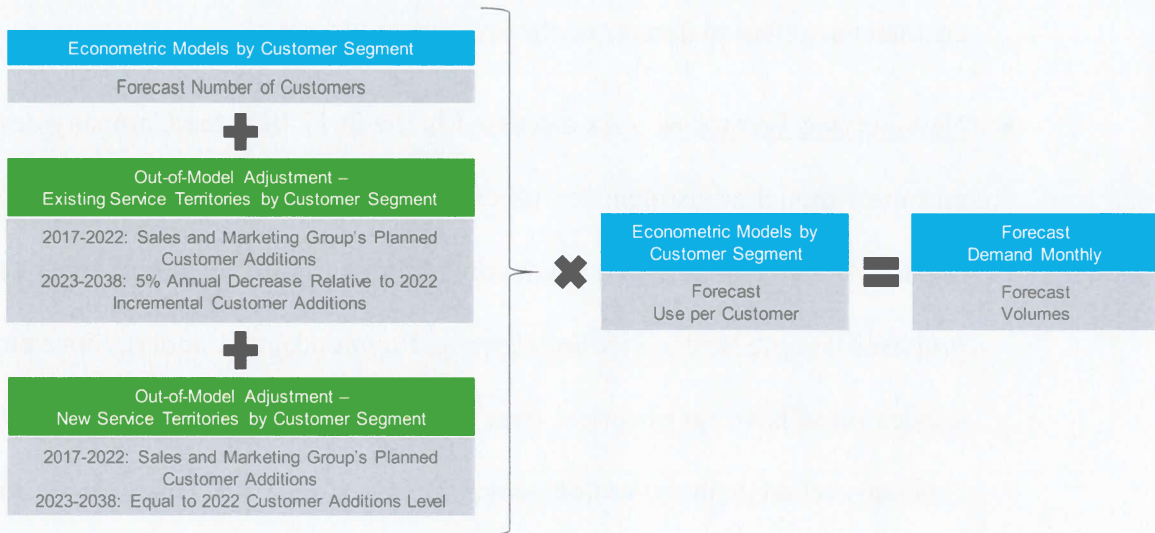 Econometric Models by Customer Segment
Forecast Number of Customers
Out-of-Model Adjustment –
Existing Service Territories by Customer Segment
2017-2022: Sales and Marketing Group's Planned
Customer Additions
2023-2038: 5% Annual Decrease Relative to 2022
Incremental Customer Additions
Out-of-Model Adjustment –
New Service Territories by Customer Segment
2017-2022: Sales and Marketing Group's Planned
Customer Additions
2023-2038: Equal to 2022 Customer Additions Level
Econometric Models by
Customer Segment
Forecast
Use per Customer
Forecast
Demand Monthly
Forecast
Volumes